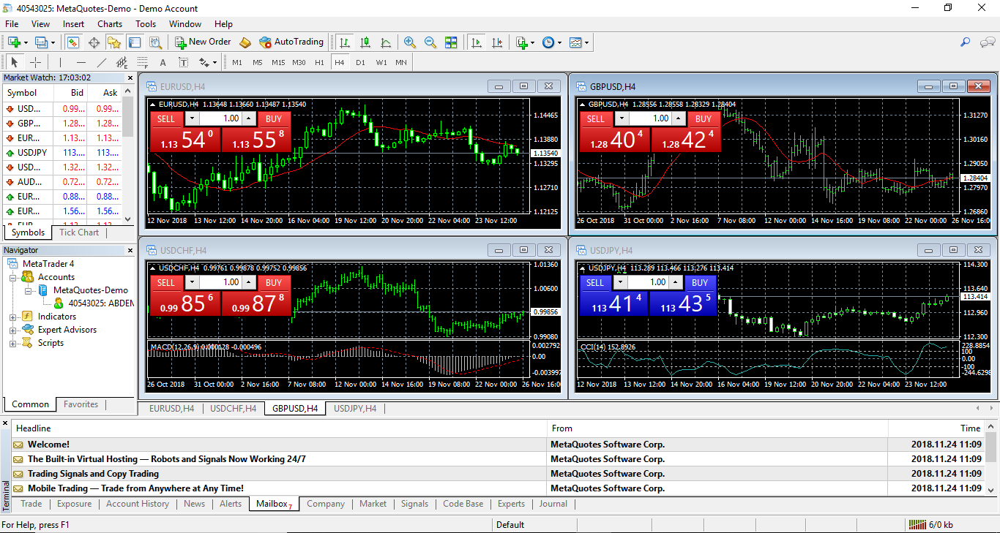 40543025: MetaQuotes-Demo - Demo Account
File View Insert Charts Tools Window Help
New Order AutoTrading
A T M1 M5 M15 M30 H1 H4 D1 W1 MN
Market Watch: 17:03:02
Symbol Bid Ask
USD... 0.99... 0.99...
GBP... 1.28... 1.28...
EUR... 1.13... 1.13...
USDJPY 113.... 113....
USD... 1.32... 1.32...
AUD... 0.72... 0.72...
EUR... 0.88... 0.88...
EUR... 1.56... 1.56...
Symbols Tick Chart
Navigator
MetaTrader 4
Accounts
MetaQuotes-Demo
40543025: ABDEM
Indicators
Expert Advisors
Scripts
Common Favorites
EURUSD,H4
EURUSD,H4 1.13648 1.13660 1.13487 1.13540
SELL 1.00 BUY
1.13 54 0 1.13 55 8
1.14465
1.13880
1.13540
1.13295
1.12710
1.12125
12 Nov 2018 13 Nov 12:00 14 Nov 20:00 16 Nov 04:00 19 Nov 12:00 20 Nov 20:00 22 Nov 04:00 23 Nov 12:00
GBPUSD,H4
GBPUSD,H4 1.28556 1.28558 1.28329 1.28404
SELL 1.00 BUY
1.28 40 4 1.28 42 4
1.31270
1.30160
1.29050
1.28404
1.27970
1.26860
26 Oct 2018 31 Oct 00:00 2 Nov 16:00 7 Nov 08:00 12 Nov 00:00 14 Nov 16:00 19 Nov 08:00 22 Nov 00:00 26 Nov 16:00
USDCHF,H4
USDCHF,H4 0.99761 0.99878 0.99752 0.99856
SELL 1.00 BUY
0.99 85 6 0.99 87 8
1.01360
1.00600
0.99856
0.99080
MACD(12,26,9) 0.000128 -0.000496
0.002792
0.00
-0.003997
26 Oct 2018 31 Oct 00:00 2 Nov 16:00 7 Nov 08:00 12 Nov 00:00 14 Nov 16:00 19 Nov 08:00 22 Nov 00:00 26 Nov 16:00
USDJPY,H4
USDJPY,H4 113.289 113.466 113.276 113.414
SELL 1.00 BUY
113 41 4 113 43 5
114.300
113.640
113.414
112.960
112.300
CCI(14) 152.8926
228.8854
100
0.00
-100
-244.6298
12 Nov 2018 13 Nov 12:00 14 Nov 20:00 16 Nov 04:00 19 Nov 12:00 20 Nov 20:00 22 Nov 04:00 23 Nov 12:00
EURUSD,H4 USDCHF,H4 GBPUSD,H4 USDJPY,H4
Headline From Time
Welcome! MetaQuotes Software Corp. 2018.11.24 11:09
The Built-in Virtual Hosting — Robots and Signals Now Working 24/7 MetaQuotes Software Corp. 2018.11.24 11:09
Trading Signals and Copy Trading MetaQuotes Software Corp. 2018.11.24 11:09
Mobile Trading — Trade from Anywhere at Any Time! MetaQuotes Software Corp. 2018.11.24 11:09
Terminal
Trade Exposure Account History News Alerts Mailbox 7 Company Market Signals Code Base Experts Journal
For Help, press F1 Default 6/0 kb